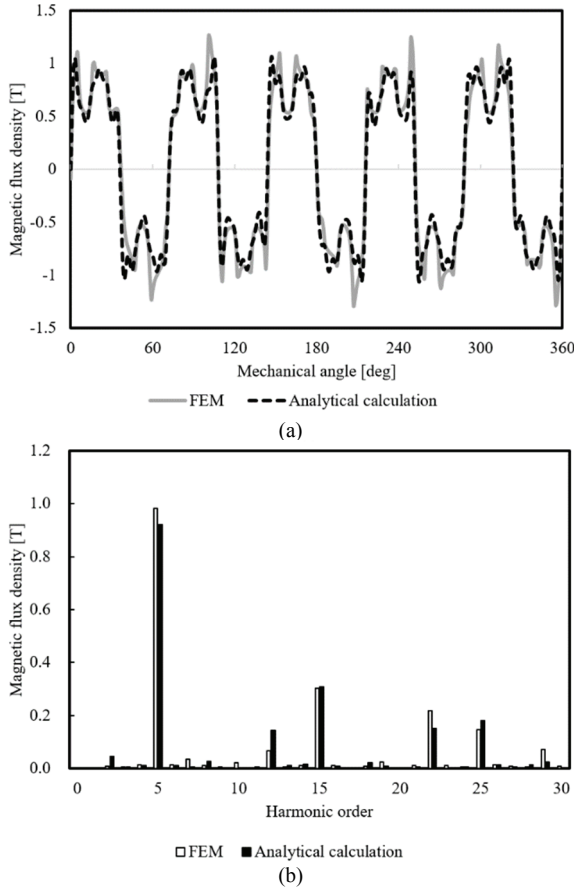 1.5
1
0.5
0
-0.5
-1
-1.5
Magnetic flux density [T]
0 60 120 180 240 300 360
Mechanical angle [deg]
FEM Analytical calculation
(a)
1.2
1.0
0.8
0.6
0.4
0.2
0.0
Magnetic flux density [T]
0 5 10 15 20 25 30
Harmonic order
FEM Analytical calculation
(b)